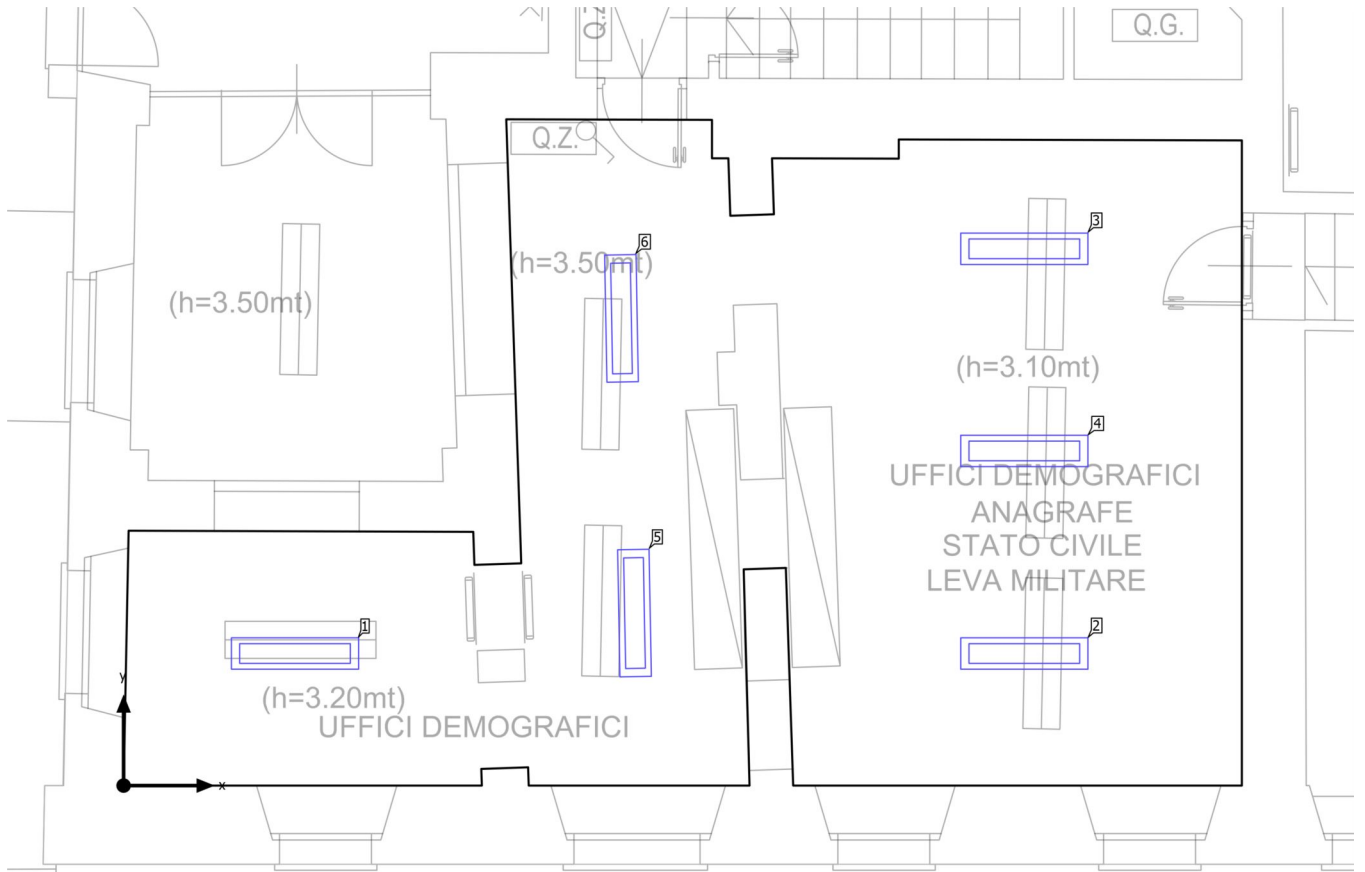 Q.Z.
Q.G.
Q.Z.
3
6
(h=3.50mt)
(h=3.50mt)
(h=3.10mt)
4
UFFICI DEMOGRAFICI
ANAGRAFE
STATO CIVILE
LEVA MILITARE
5
1
2
y
(h=3.20mt)
UFFICI DEMOGRAFICI
x